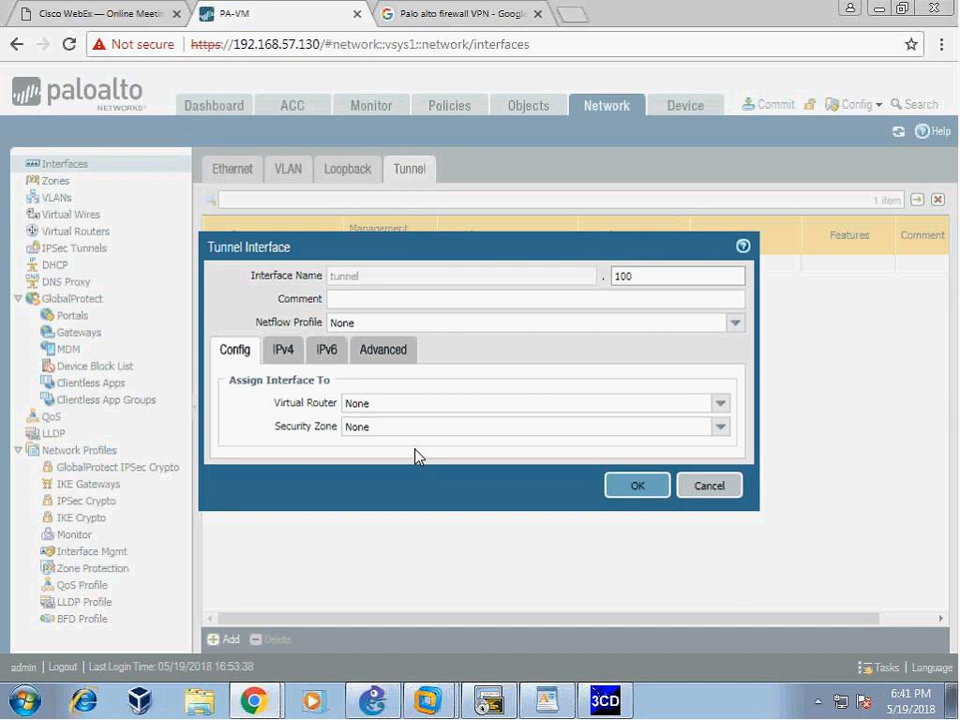 Cisco WebEx — Online Meetin
PA-VM
Palo alto firewall VPN - Googl
Not secure
https://192.168.57.130/#network::vsys1::network/interfaces
paloalto
NETWORKS
Dashboard
ACC
Monitor
Policies
Objects
Network
Device
Commit
Config
Search
Help
Interfaces
Zones
VLANs
Virtual Wires
Virtual Routers
IPSec Tunnels
DHCP
DNS Proxy
GlobalProtect
Portals
Gateways
MDM
Device Block List
Clientless Apps
Clientless App Groups
QoS
LLDP
Network Profiles
GlobalProtect IPSec Crypto
IKE Gateways
IPSec Crypto
IKE Crypto
Monitor
Interface Mgmt
Zone Protection
QoS Profile
LLDP Profile
BFD Profile
Ethernet
VLAN
Loopback
Tunnel
1 item
Management
Features
Comment
Tunnel Interface
Interface Name tunnel . 100
Comment
Netflow Profile None
Config
IPv4
IPv6
Advanced
Assign Interface To
Virtual Router None
Security Zone None
OK
Cancel
Add
Delete
admin | Logout | Last Login Time: 05/19/2018 16:53:38
Tasks | Language
3CD
6:41 PM
5/19/2018